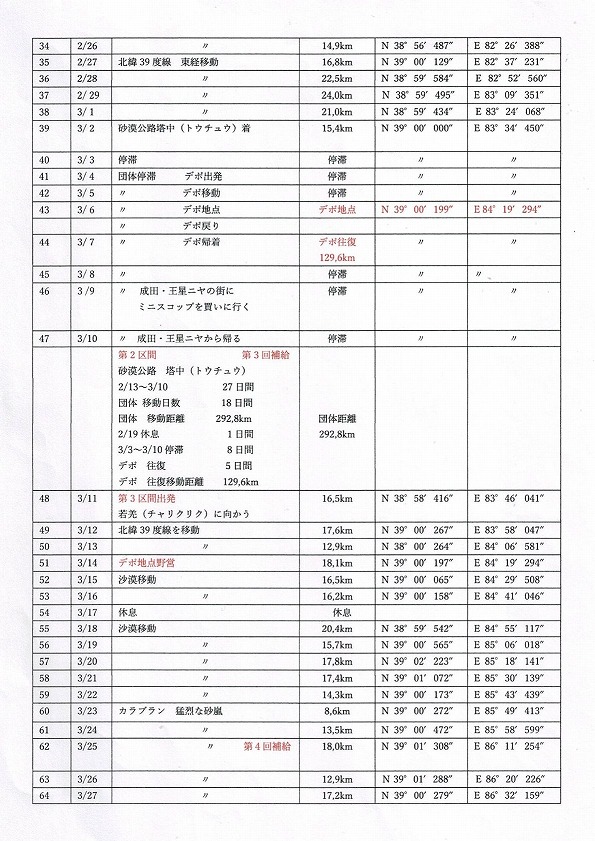 34 2/26 〃 14,9km N 38° 56′ 487″ E 82° 26′ 388″
35 2/27 北緯39度線 東経移動 16,8km N 39° 00′ 129″ E 82° 37′ 231″
36 2/28 〃 22,5km N 38° 59′ 584″ E 82° 52′ 560″
37 2/ 29 〃 24,0km N 38° 59′ 495″ E 83° 09′ 351″
38 3/ 1 〃 21,0km N 38° 59′ 434″ E 83° 24′ 068″
39 3/ 2 砂漠公路塔中（トウチュウ）着 15,4km N 39° 00′ 000″ E 83° 34′ 450″
40 3/ 3 停滞 停滞 〃 〃
41 3/ 4 団体停滞 デポ出発 停滞 〃 〃
42 3/ 5 〃 デポ移動 停滞 〃 〃
43 3/ 6 〃 デポ地点 デポ地点 N 39° 00′ 199″ E 84° 19′ 294″
〃 デポ戻り
44 3/ 7 〃 デポ帰着 デポ往復 〃 〃
129,6km
45 3/ 8 〃 停滞 〃 〃
46 3 /9 〃 成田・王星ニヤの街に 停滞 〃 〃
ミニスコップを買いに行く
47 3/10 〃 成田・王星ニヤから帰る 停滞 〃 〃
第2区間 第3回補給
砂漠公路 塔中（トウチュウ）
2/13～3/10 27日間
団体 移動日数 18日間
団体 移動距離 292,8km 団体距離
2/19休息 1日間 292,8km
3/3～3/10停滞 8日間
デポ 往復 5日間
デポ 往復移動距離 129,6km
48 3/11 第3区間出発 16,5km N 38° 58′ 416″ E 83° 46′ 041″
若羌（チャリクリク）に向かう
49 3/12 北緯39度線を移動 17,6km N 39° 00′ 267″ E 83° 58′ 047″
50 3/13 〃 12,9km N 38° 00′ 264″ E 84° 06′ 581″
51 3/14 デポ地点野営 18,1km N 39° 00′ 197″ E 84° 19′ 294″
52 3/15 沙漠移動 16,5km N 39° 00′ 065″ E 84° 29′ 508″
53 3/16 〃 16,2km N 39° 00′ 158″ E 84° 41′ 046″
54 3/17 休息 休息
55 3/18 沙漠移動 20,4km N 38° 59′ 542″ E 84° 55′ 117″
56 3/19 〃 15,7km N 39° 00′ 565″ E 85° 06′ 018″
57 3/20 〃 17,8km N 39° 02′ 223″ E 85° 18′ 141″
58 3/21 〃 17,4km N 39° 01′ 072″ E 85° 30′ 139″
59 3/22 〃 14,3km N 39° 00′ 173″ E 85° 43′ 439″
60 3/23 カラブラン 猛烈な砂嵐 8,6km N 39° 00′ 272″ E 85° 49′ 413″
61 3/24 〃 13,5km N 39° 00′ 472″ E 85° 58′ 599″
62 3/25 〃 第4回補給 18,0km N 39° 01′ 308″ E 86° 11′ 254″
63 3/26 〃 12,9km N 39° 01′ 288″ E 86° 20′ 226″
64 3/27 〃 17,2km N 39° 00′ 279″ E 86° 32′ 159″